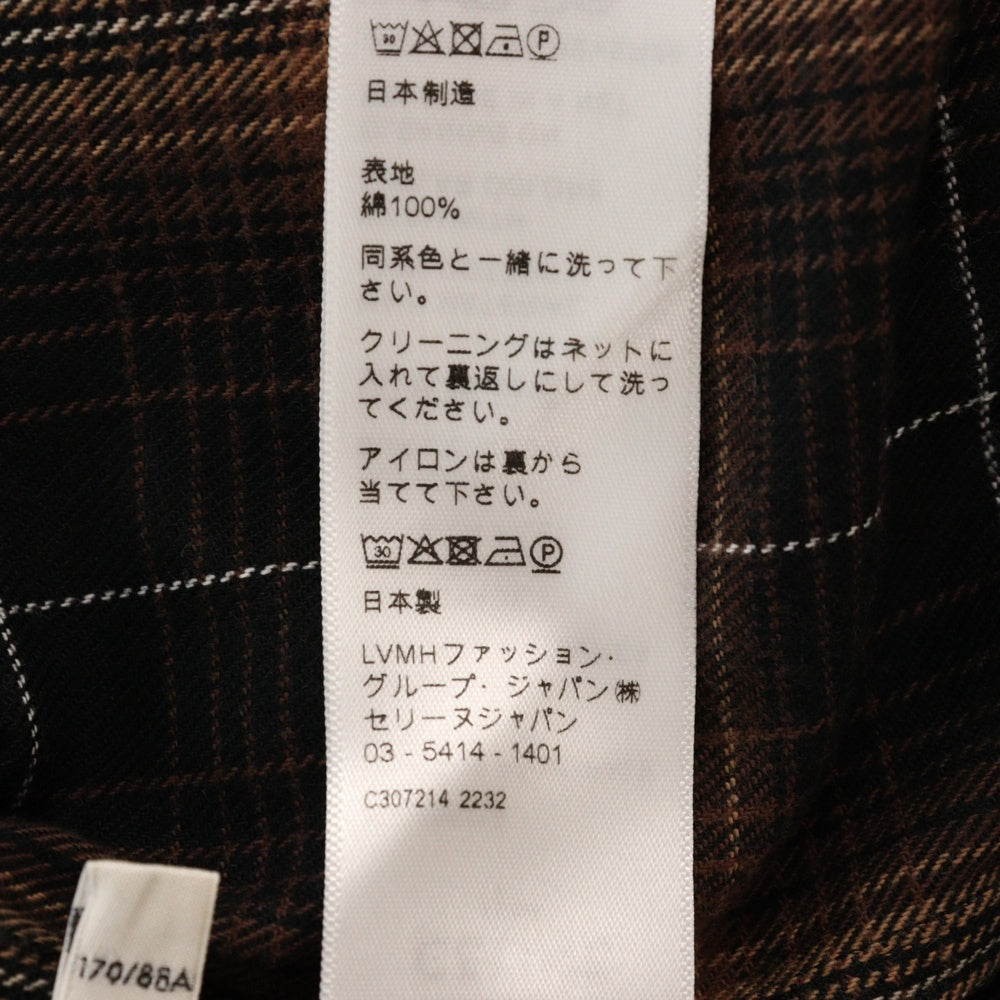 30 P
日本制造
表地
綿100%
同系色と一緒に洗って下
さい。
クリーニングはネットに
入れて裏返しにして洗っ
てください。
アイロンは裏から
当てて下さい。
30 P
日本製
LVMHファッション·
グループ· ジャパン㈱
セリーヌジャパン
03 - 5414 - 1401
C307214 2232
170/88A